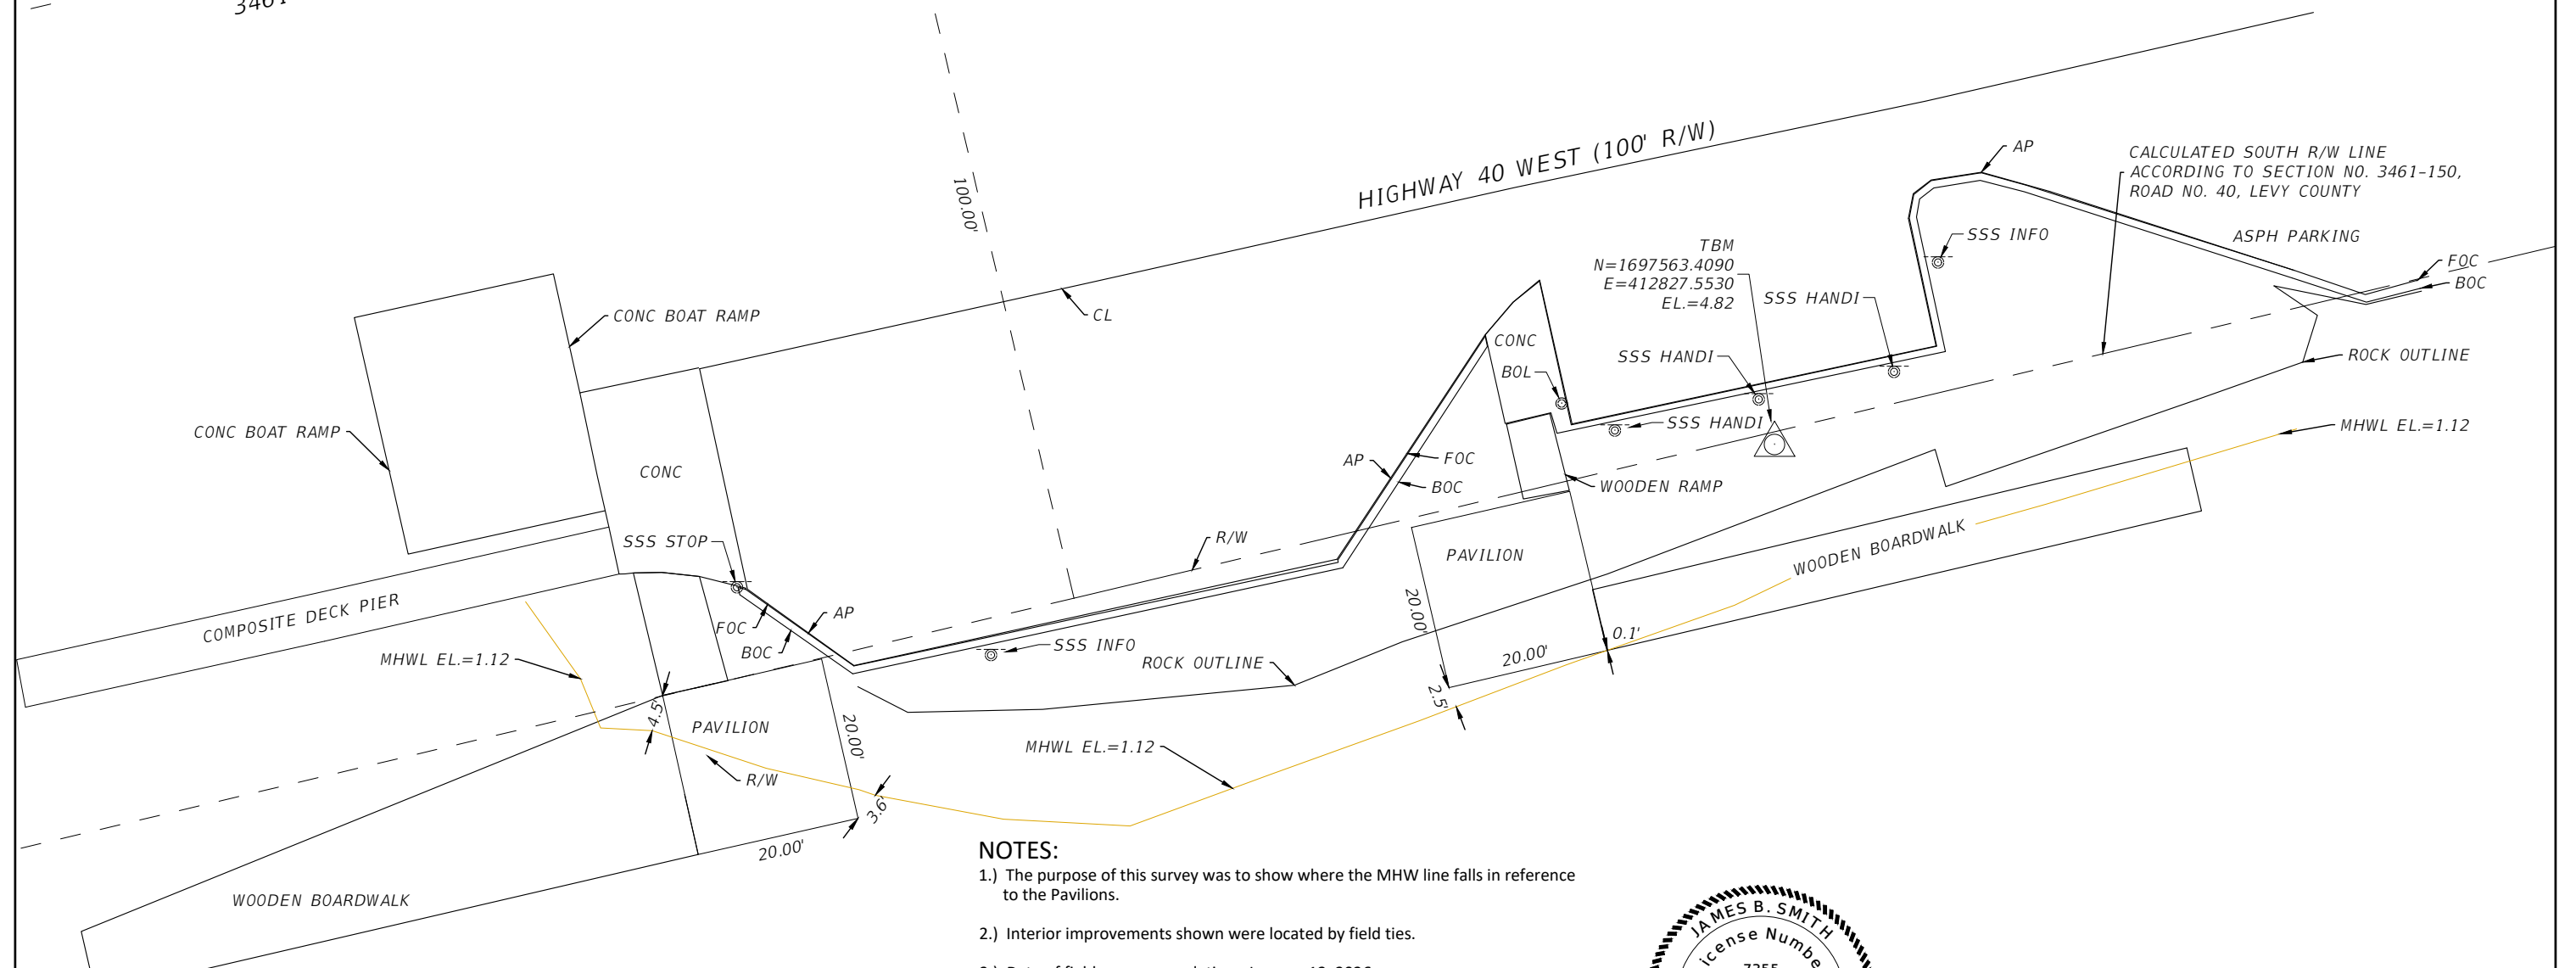 100.00'
HIGHWAY 40 WEST (100' R/W)
AP
CALCULATED SOUTH R/W LINE
ACCORDING TO SECTION NO. 3461-150,
ROAD NO. 40, LEVY COUNTY
SSS INFO
ASPH PARKING
FOC
BOC
TBM
N=1697563.4090
E=412827.5530
EL.=4.82
SSS HANDI
CONC BOAT RAMP
CL
CONC
SSS HANDI
ROCK OUTLINE
BOL
CONC BOAT RAMP
SSS HANDI
MHWL EL.=1.12
CONC
AP
FOC
BOC
WOODEN RAMP
SSS STOP
R/W
PAVILION
WOODEN BOARDWALK
COMPOSITE DECK PIER
20.00'
AP
FOC
BOC
SSS INFO
0.1'
MHWL EL.=1.12
ROCK OUTLINE
20.00'
2.5'
4.5'
PAVILION
20.00'
MHWL EL.=1.12
R/W
3.6'
20.00'
WOODEN BOARDWALK
NOTES:
1.) The purpose of this survey was to show where the MHW line falls in reference
to the Pavilions.
2.) Interior improvements shown were located by field ties.
JAMES B. SMITH